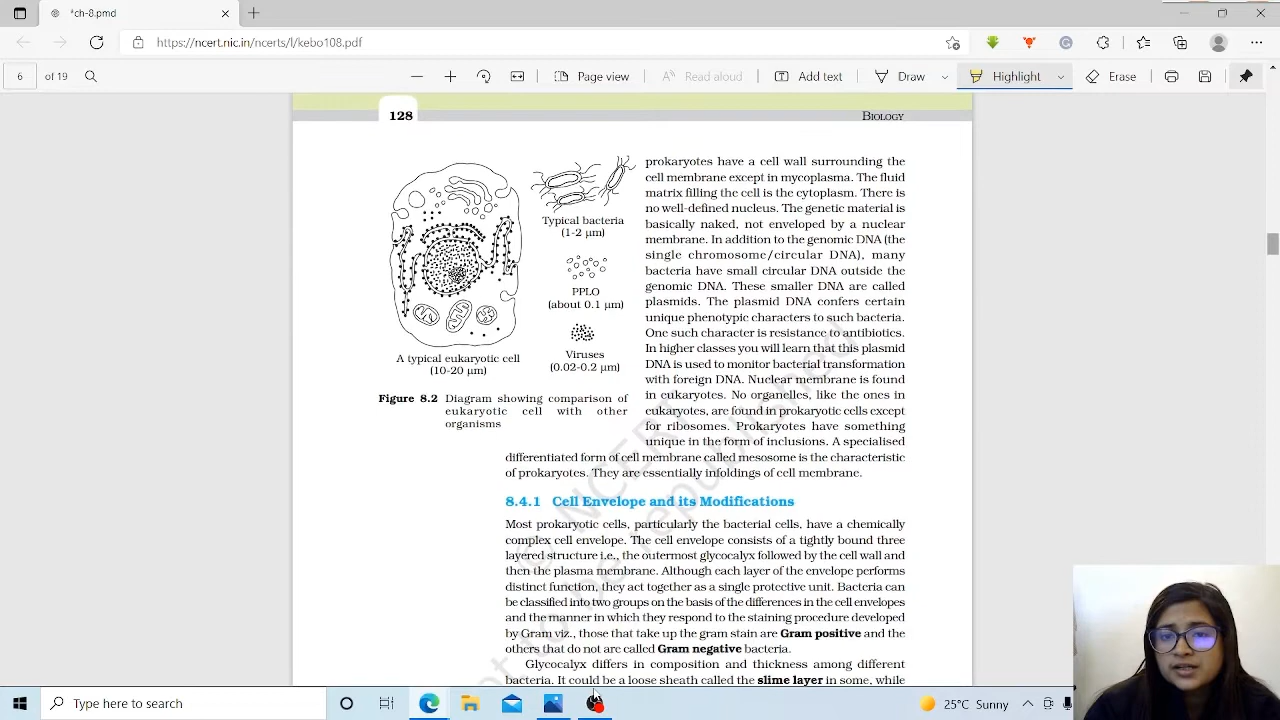 *ch-8.pmd
https://ncert.nic.in/ncerts/l/kebo108.pdf
6 of 19
Page view
Read aloud
Add text
Draw
Highlight
Erase
128
BIOLOGY
Typical bacteria
(1-2 μm)
PPLO
(about 0.1 μm)
Viruses
(0.02-0.2 μm)
A typical eukaryotic cell
(10-20 μm)
Figure 8.2 Diagram showing comparison of
eukaryotic cell with other
organisms
prokaryotes have a cell wall surrounding the
cell membrane except in mycoplasma. The fluid
matrix filling the cell is the cytoplasm. There is
no well-defined nucleus. The genetic material is
basically naked, not enveloped by a nuclear
membrane. In addition to the genomic DNA (the
single chromosome/circular DNA), many
bacteria have small circular DNA outside the
genomic DNA. These smaller DNA are called
plasmids. The plasmid DNA confers certain
unique phenotypic characters to such bacteria.
One such character is resistance to antibiotics.
In higher classes you will learn that this plasmid
DNA is used to monitor bacterial transformation
with foreign DNA. Nuclear membrane is found
in eukaryotes. No organelles, like the ones in
eukaryotes, are found in prokaryotic cells except
for ribosomes. Prokaryotes have something
unique in the form of inclusions. A specialised
differentiated form of cell membrane called mesosome is the characteristic
of prokaryotes. They are essentially infoldings of cell membrane.
8.4.1 Cell Envelope and its Modifications
Most prokaryotic cells, particularly the bacterial cells, have a chemically
complex cell envelope. The cell envelope consists of a tightly bound three
layered structure i.e., the outermost glycocalyx followed by the cell wall and
then the plasma membrane. Although each layer of the envelope performs
distinct function, they act together as a single protective unit. Bacteria can
be classified into two groups on the basis of the differences in the cell envelopes
and the manner in which they respond to the staining procedure developed
by Gram viz., those that take up the gram stain are Gram positive and the
others that do not are called Gram negative bacteria.
Glycocalyx differs in composition and thickness among different
bacteria. It could be a loose sheath called the slime layer in some, while
© NCERT
not to be republished
Type here to search
25°C Sunny